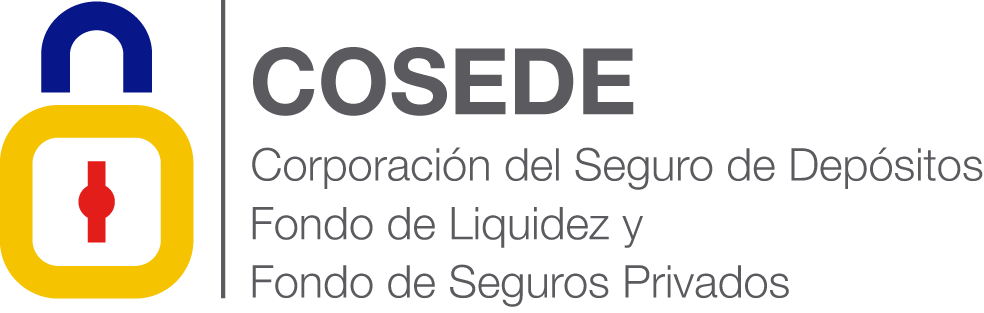 COSEDE
Corporación del Seguro de Depósitos
Fondo de Liquidez y
Fondo de Seguros Privados